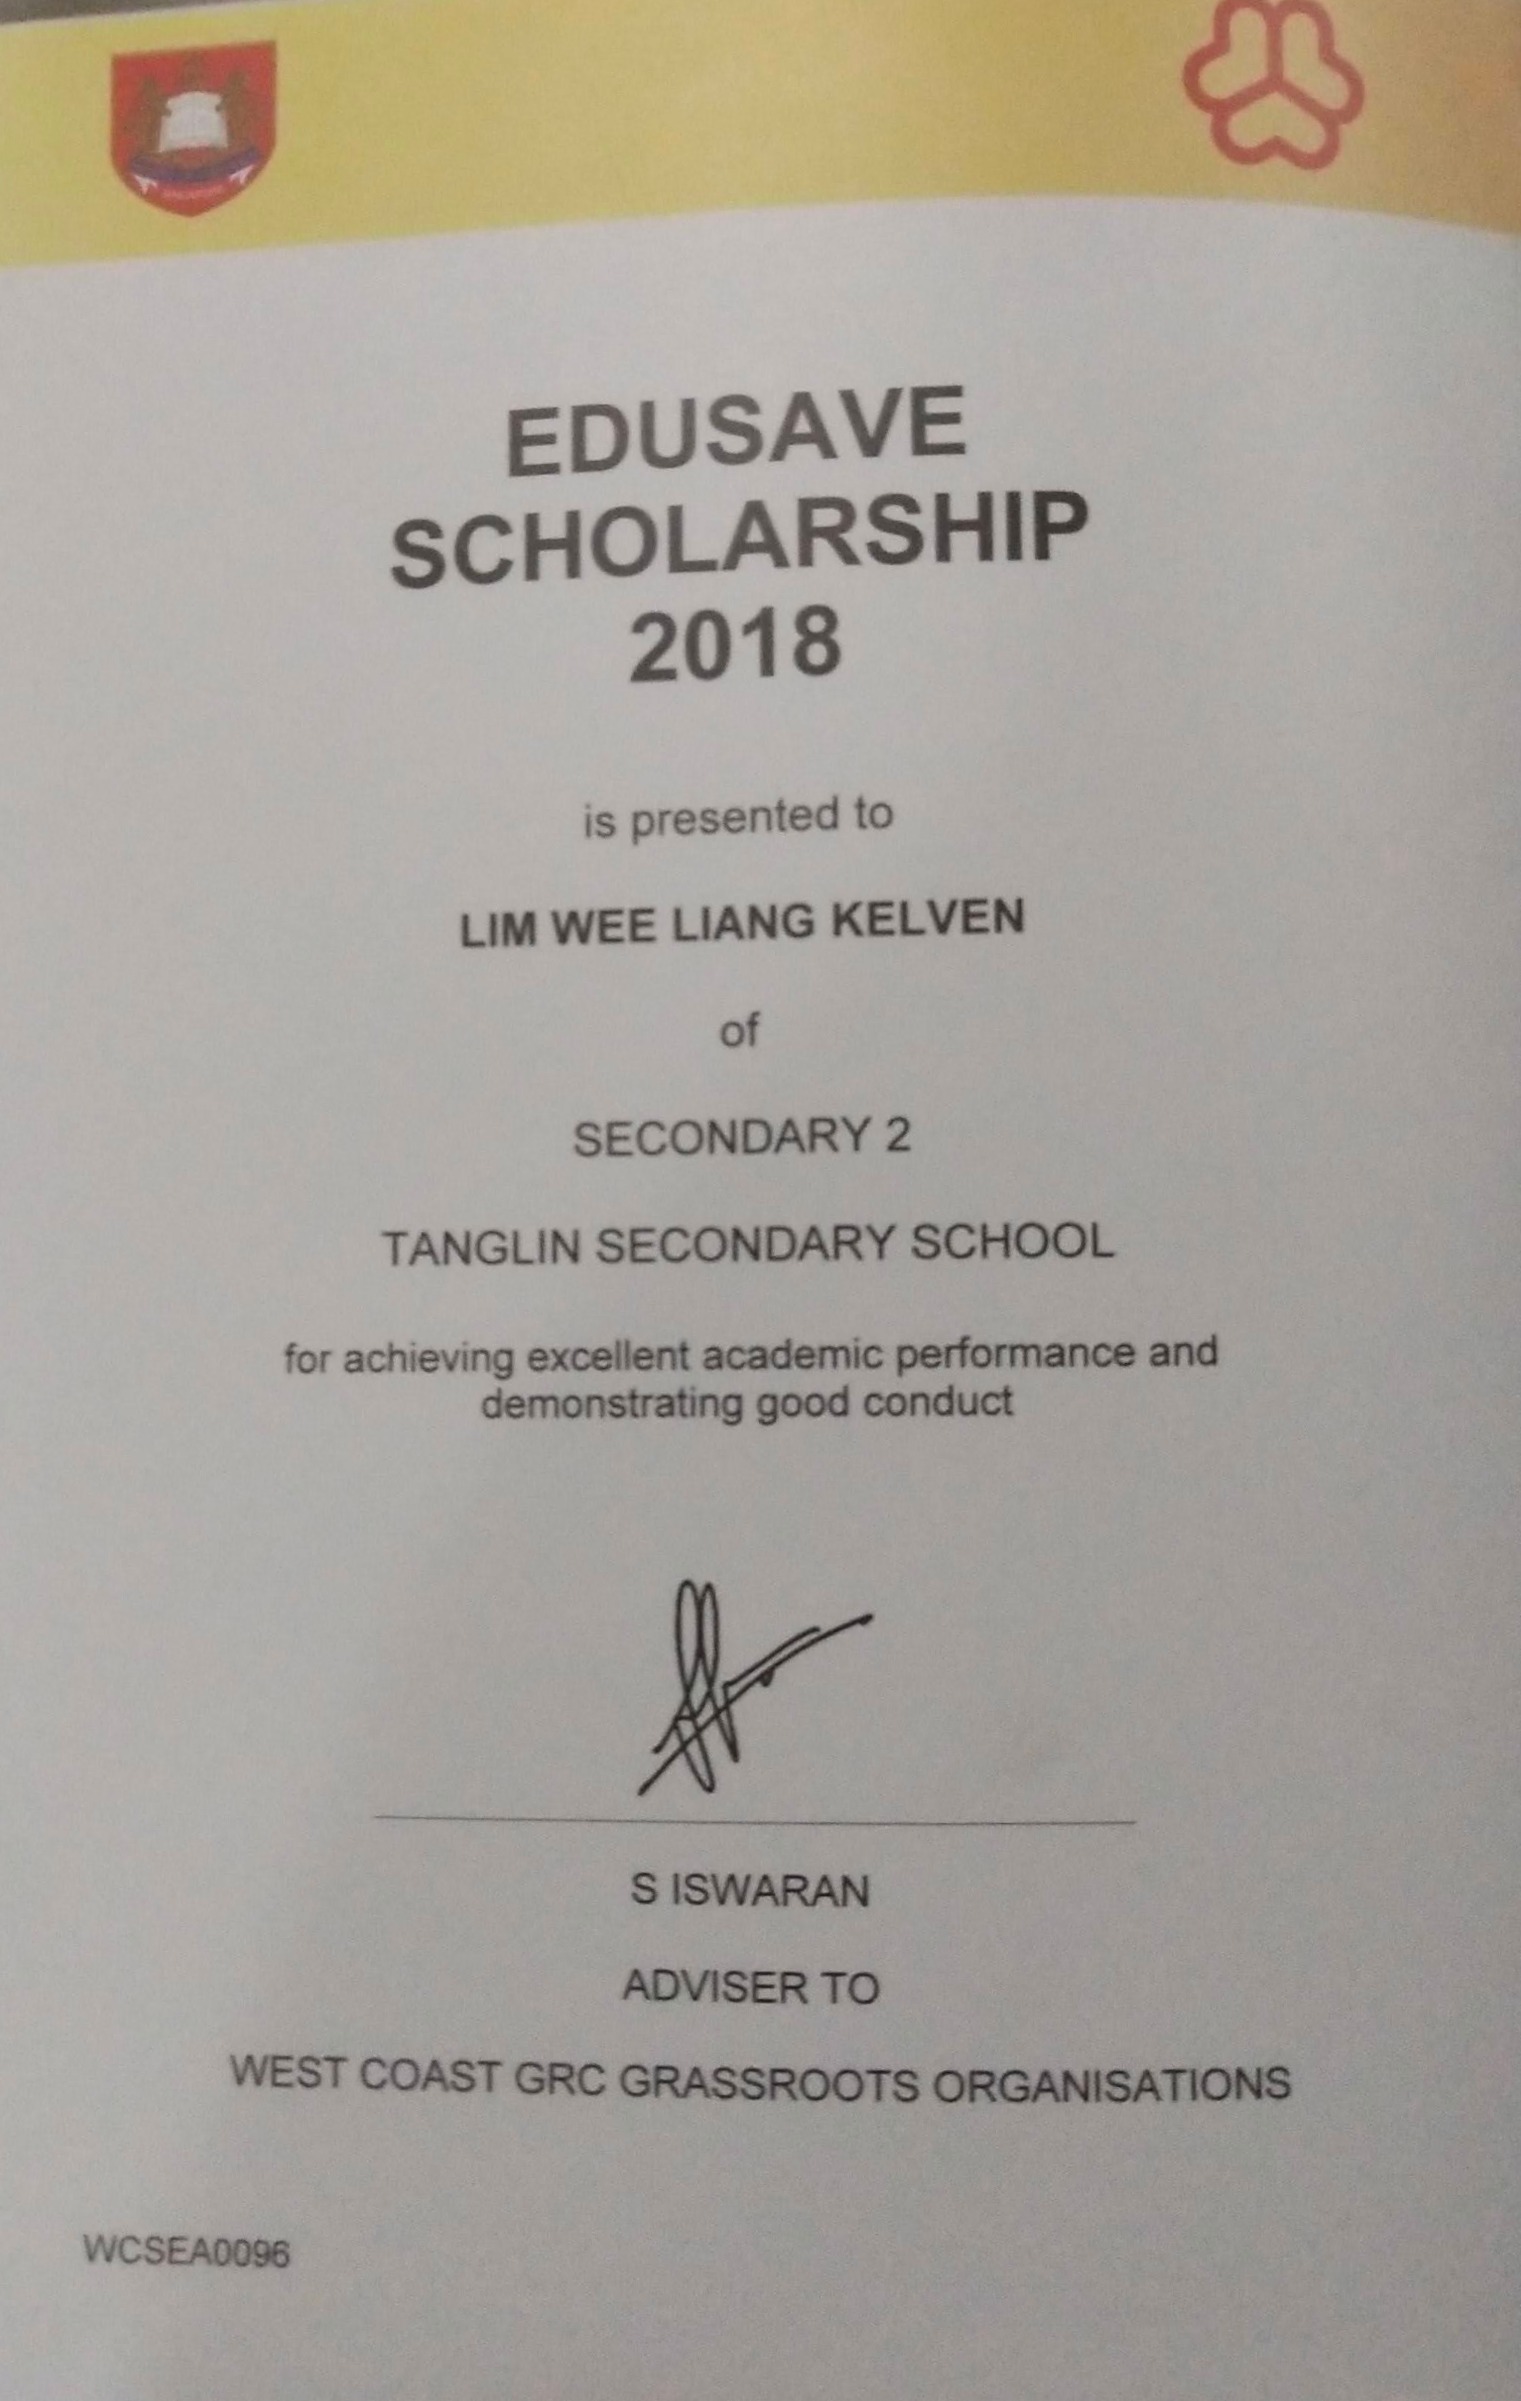 EDUSAVE
SCHOLARSHIP
2018
is presented to
LIM WEE LIANG KELVEN
of
SECONDARY 2
TANGLIN SECONDARY SCHOOL
for achieving excellent academic performance and
demonstrating good conduct
S ISWARAN
ADVISER TO
WEST COAST GRC GRASSROOTS ORGANISATIONS
WCSEA0096